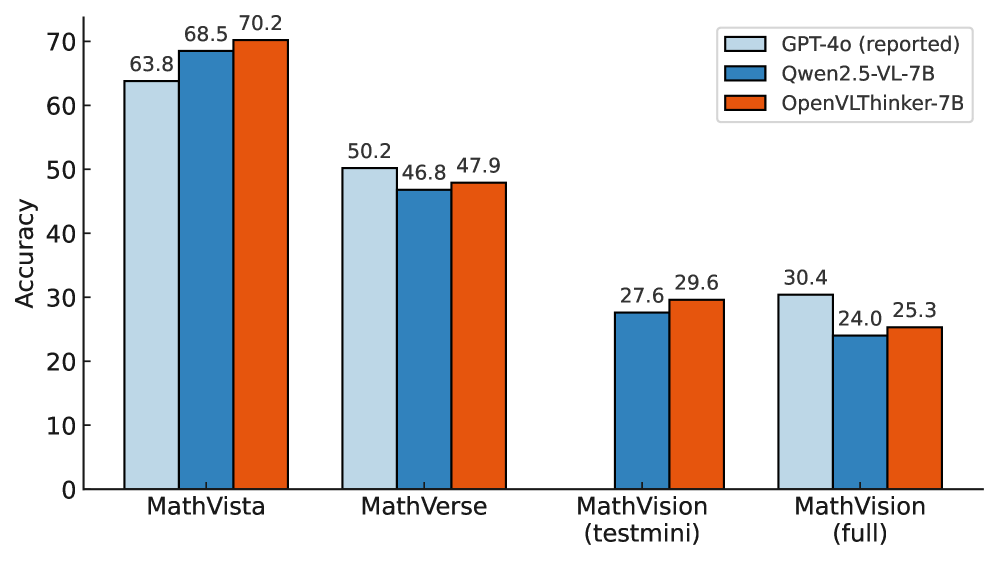 GPT-4o (reported)
Qwen2.5-VL-7B
OpenVLThinker-7B
Accuracy
70
60
50
40
30
20
10
0
63.8
68.5
70.2
50.2
46.8
47.9
27.6
29.6
30.4
24.0
25.3
MathVista
MathVerse
MathVision
(testmini)
MathVision
(full)